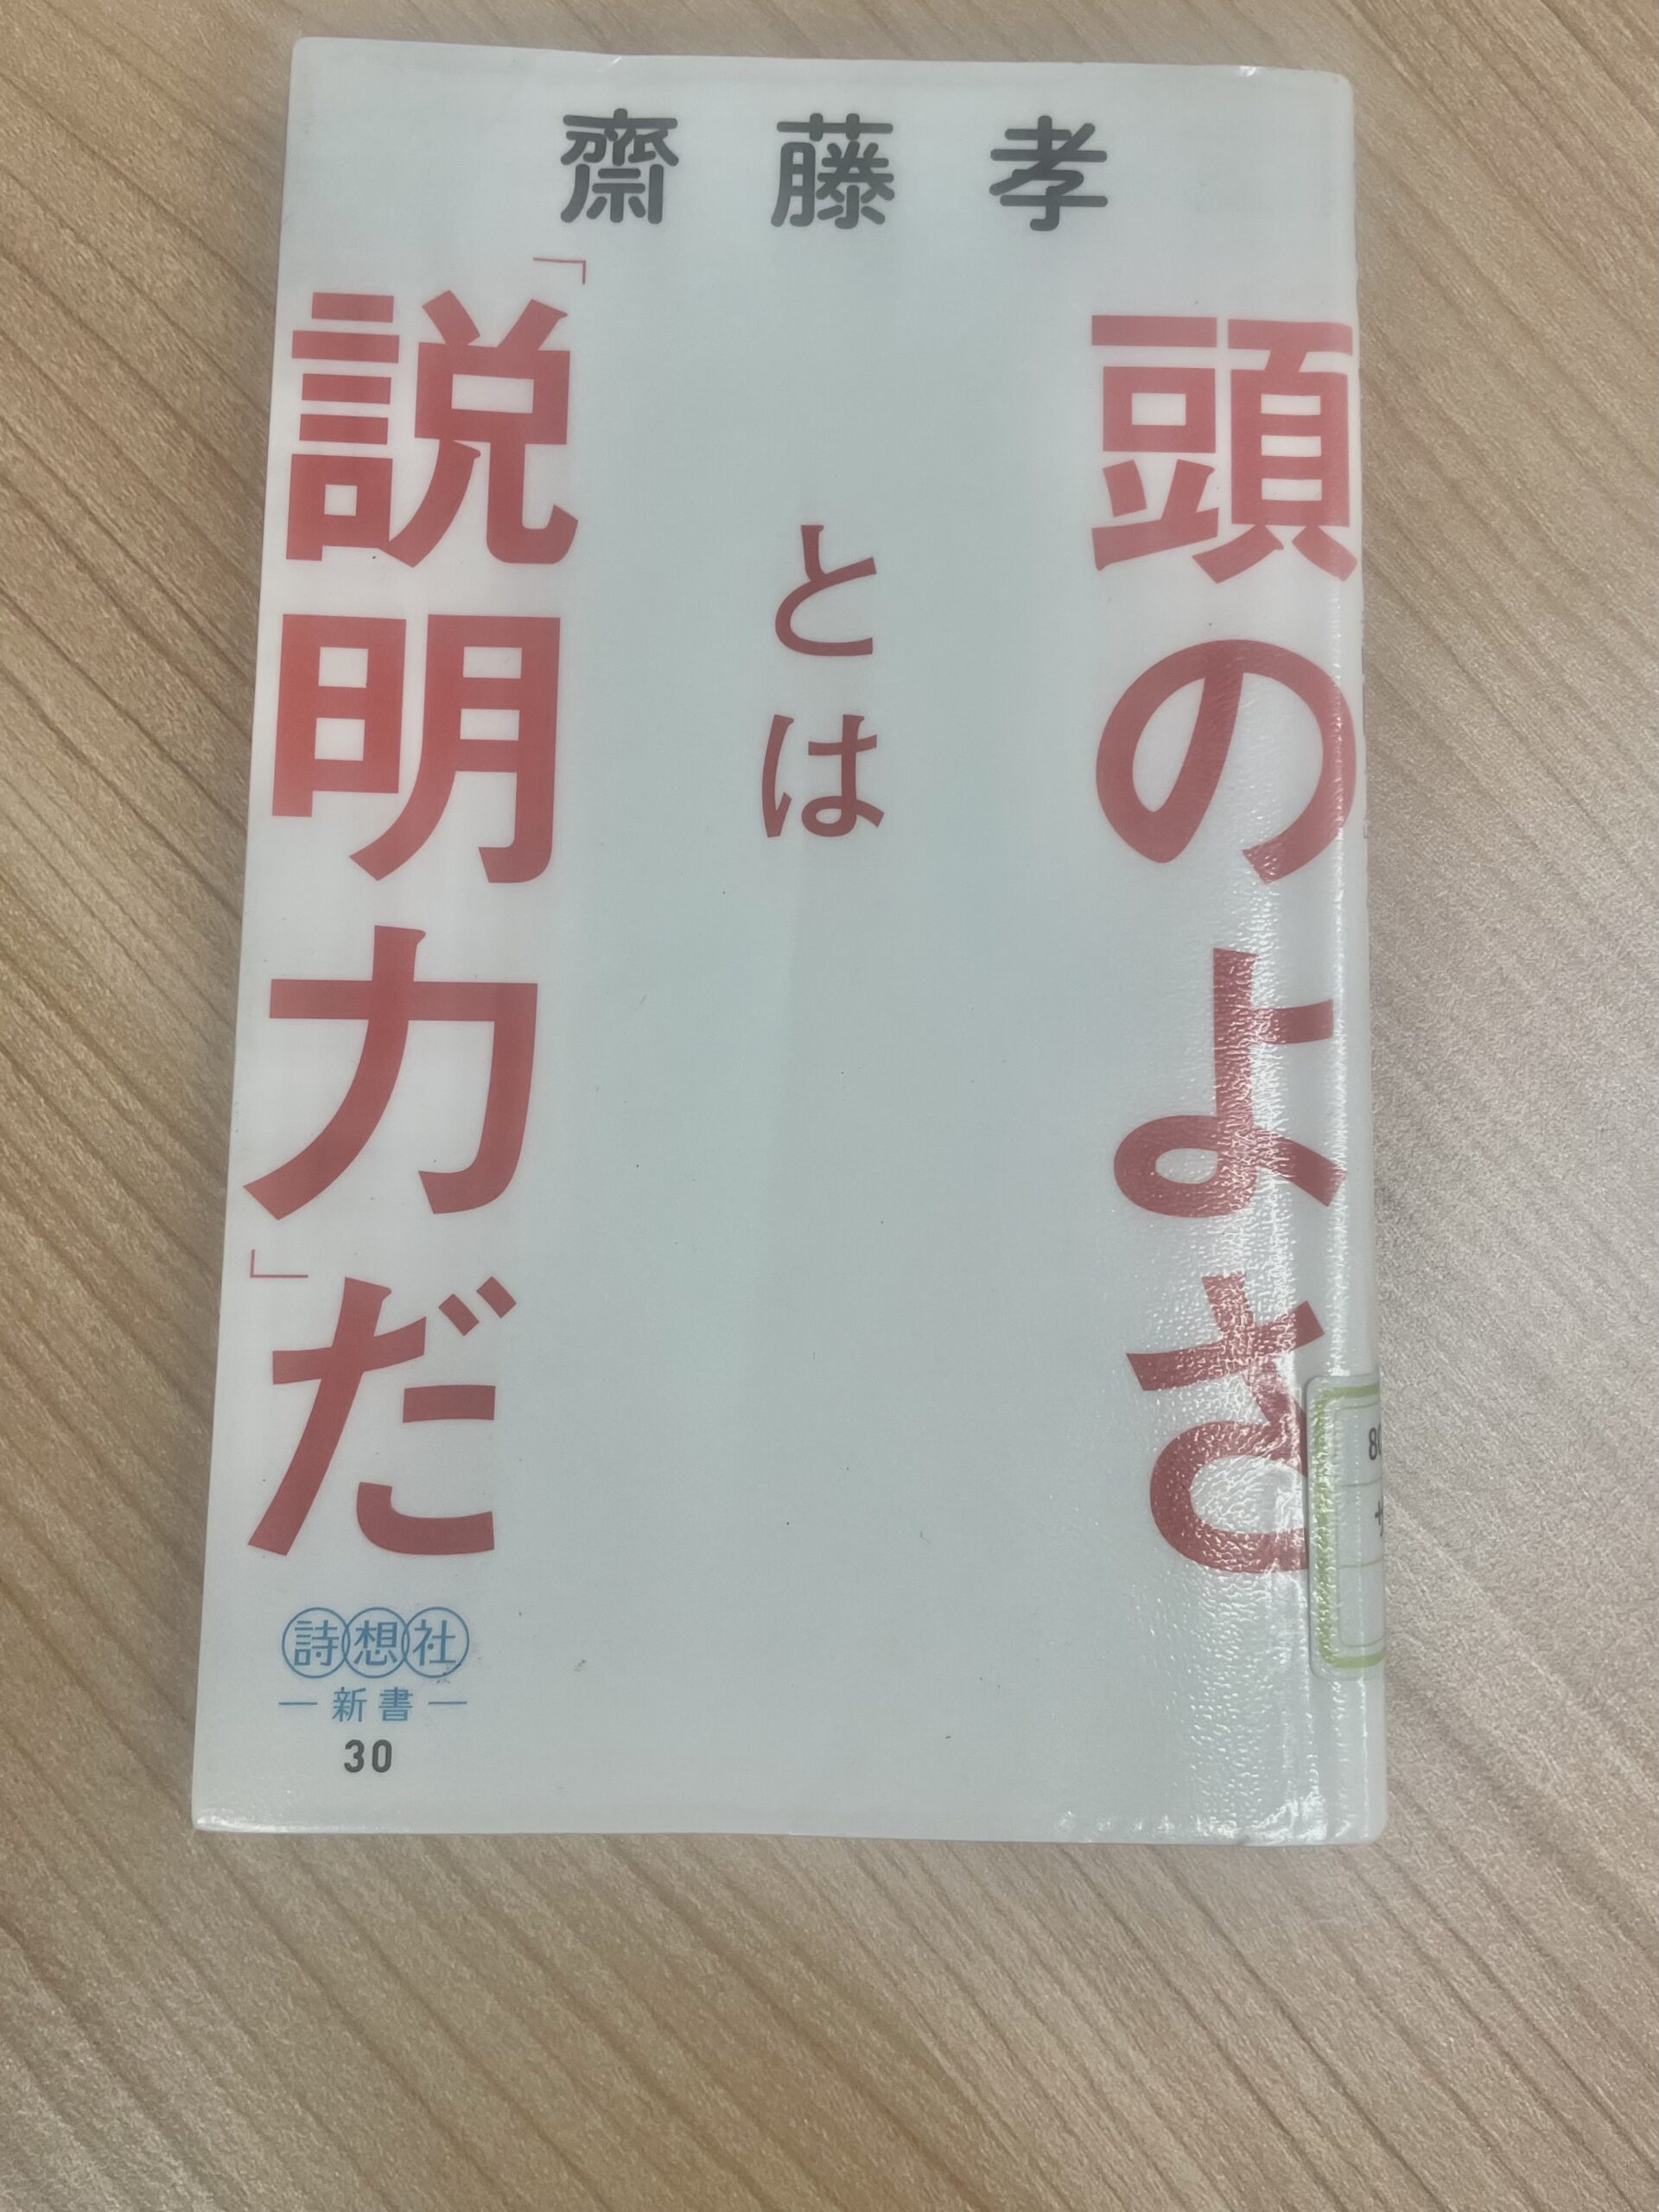 齋藤孝
頭のよさ
とは
「説明力」だ
詩想社
新書
30